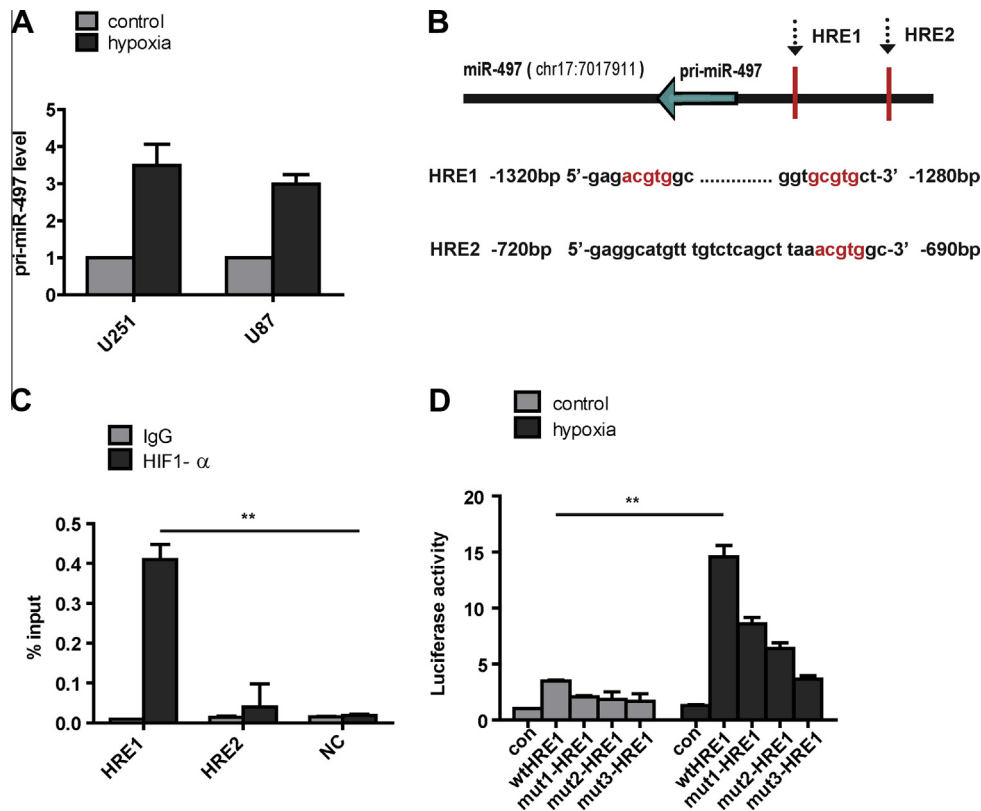 A
control
hypoxia
pri-miR-497 level
5
4
3
2
1
0
U251
U87
B
HRE1
HRE2
miR-497 ( chr17:7017911 )
pri-miR-497
HRE1 -1320bp 5’-gagacgtggc .............. ggtgcgtgct-3’ -1280bp
HRE2 -720bp 5’-gaggcatgtt tgtctcagct taaacgtggc-3’ -690bp
C
IgG
HIF1- α
% input
0.5
0.4
0.3
0.2
0.1
0.0
**
HRE1
HRE2
NC
D
control
hypoxia
Luciferase activity
20
15
10
5
0
**
con
wtHRE1
mut1-HRE1
mut2-HRE1
mut3-HRE1
con
wtHRE1
mut1-HRE1
mut2-HRE1
mut3-HRE1